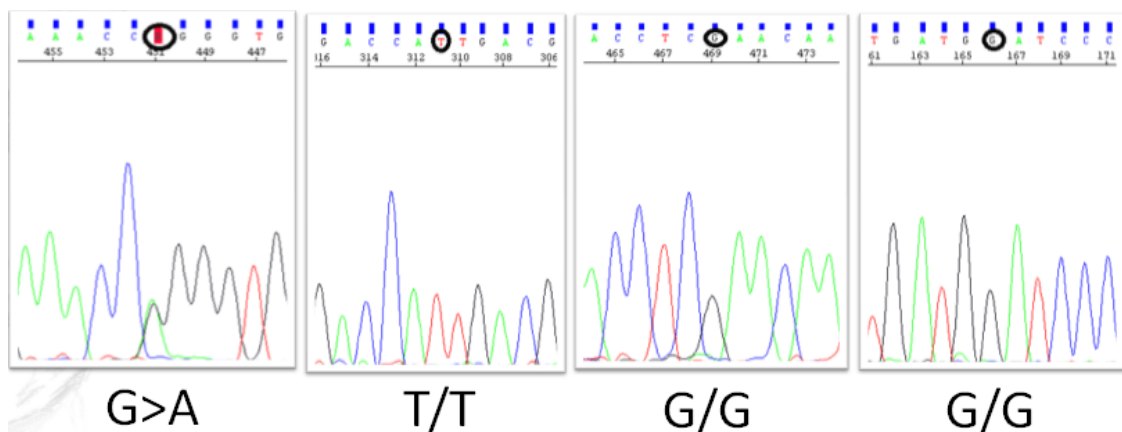 A A A C C G G G T G
455 453 451 449 447
G A C C A T T G A C G
316 314 312 310 308 306
A C C T C G A A C A A
465 467 469 471 473
T G A T G G A T C C C
61 163 165 167 169 171
G>A
T/T
G/G
G/G